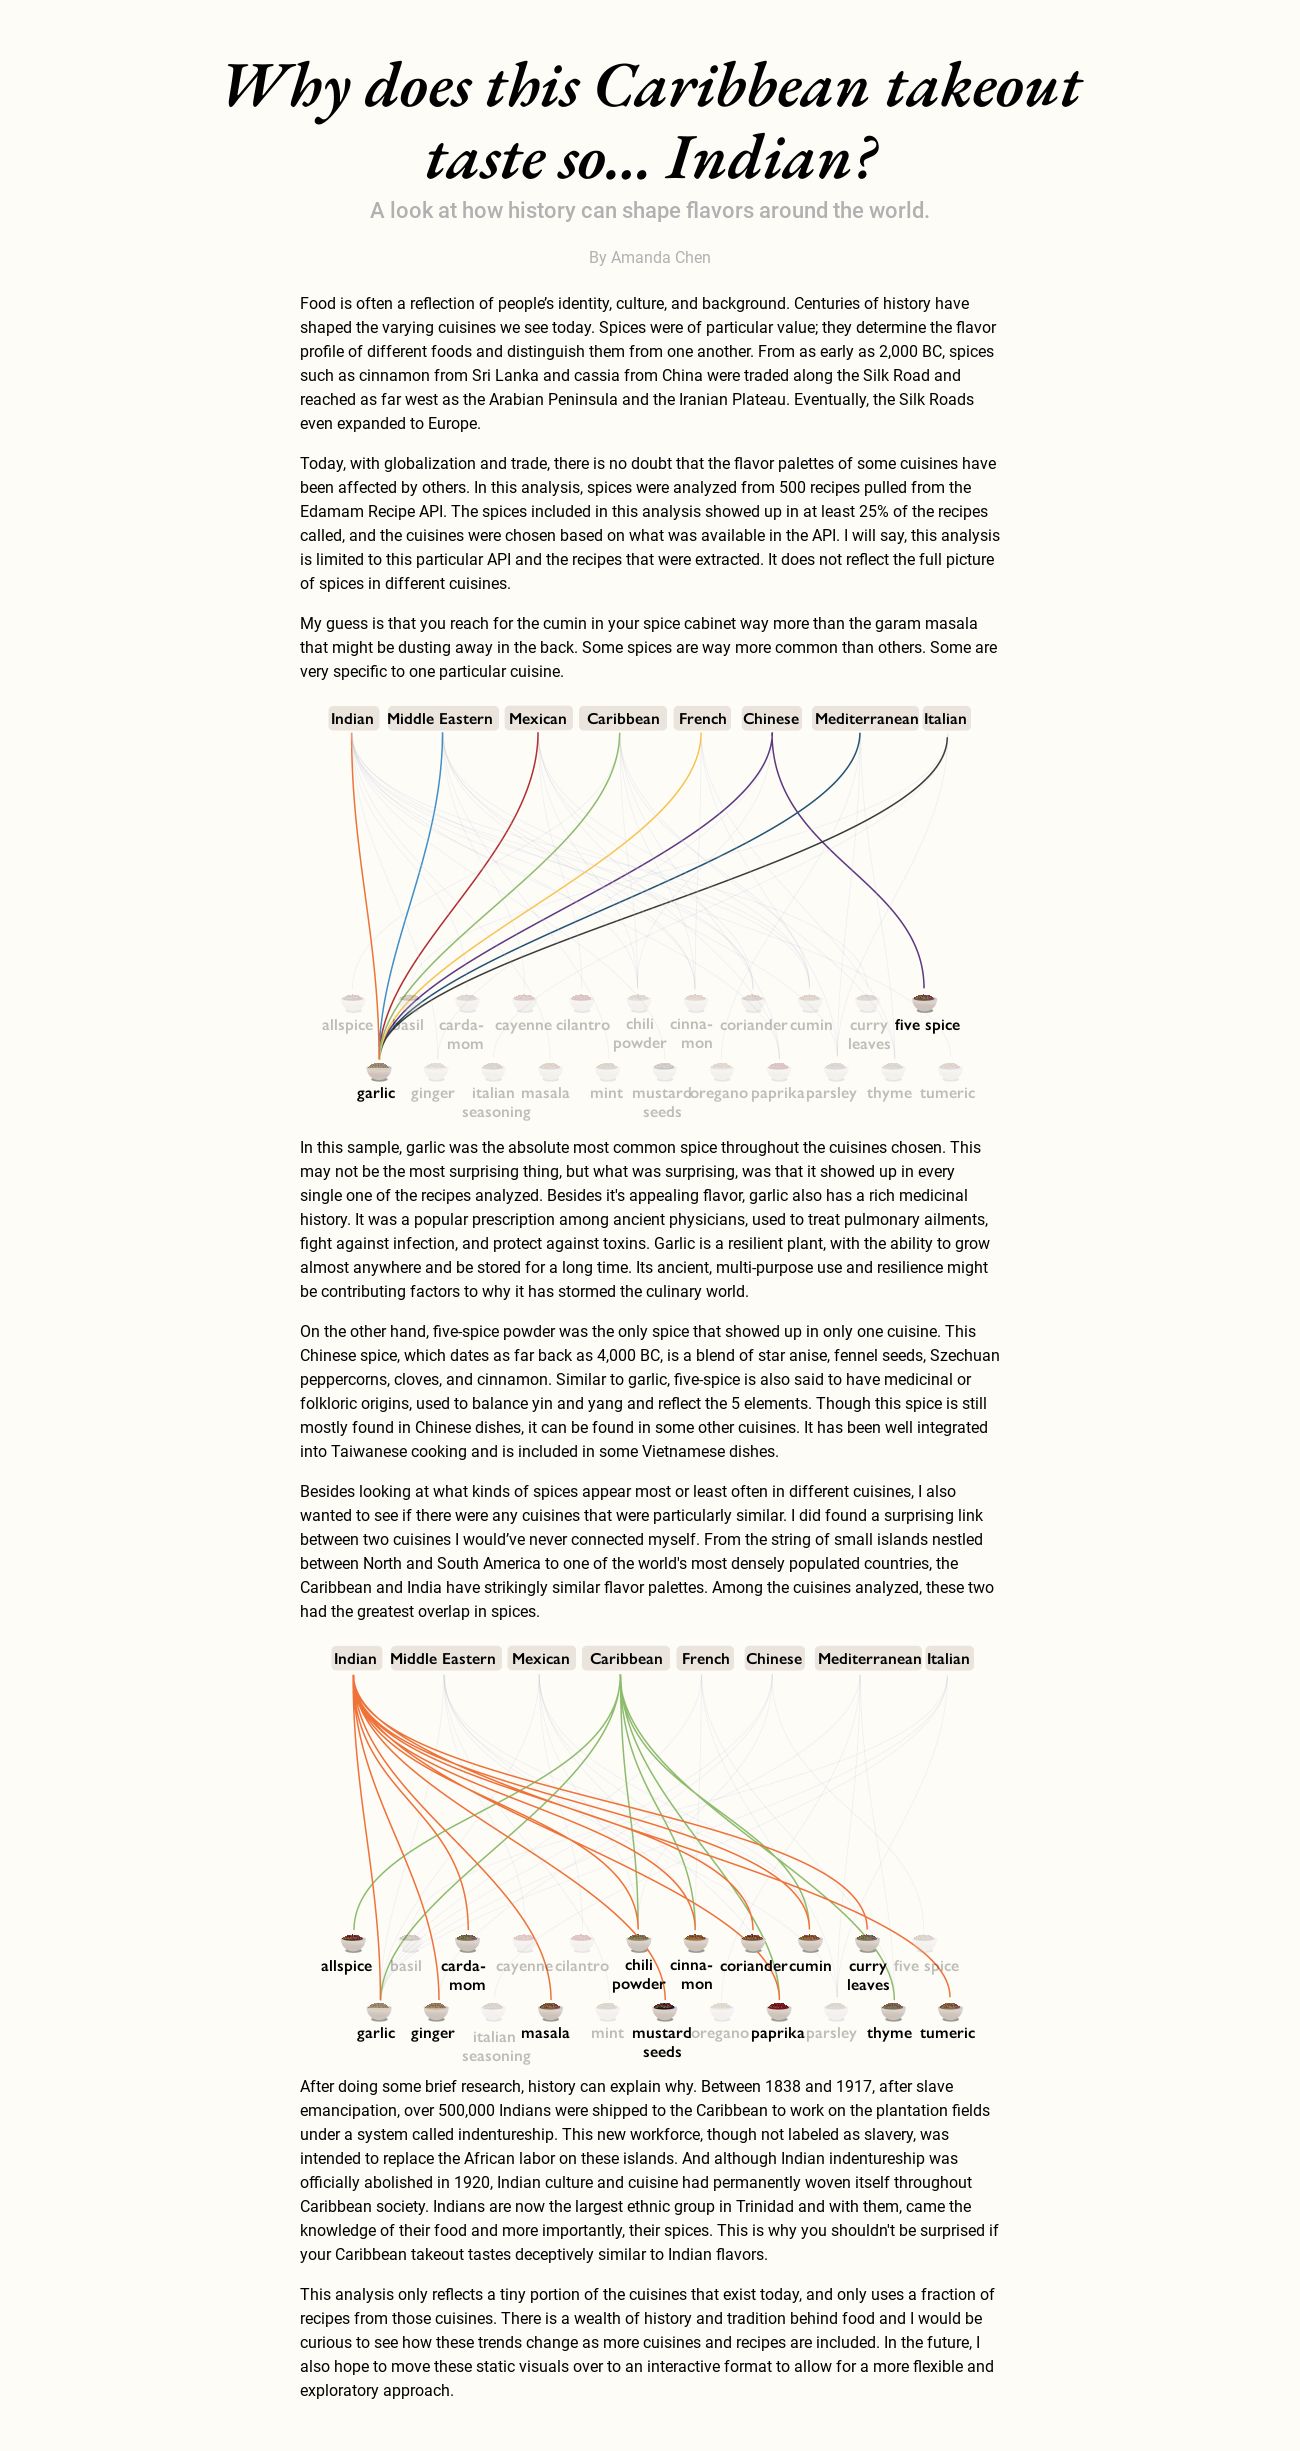 Why does this Caribbean takeout
taste so... Indian?
A look at how history can shape flavors around the world.
By Amanda Chen
Food is often a reflection of people’s identity, culture, and background. Centuries of history have
shaped the varying cuisines we see today. Spices were of particular value; they determine the flavor
profile of different foods and distinguish them from one another. From as early as 2,000 BC, spices
such as cinnamon from Sri Lanka and cassia from China were traded along the Silk Road and
reached as far west as the Arabian Peninsula and the Iranian Plateau. Eventually, the Silk Roads
even expanded to Europe.
Today, with globalization and trade, there is no doubt that the flavor palettes of some cuisines have
been affected by others. In this analysis, spices were analyzed from 500 recipes pulled from the
Edamam Recipe API. The spices included in this analysis showed up in at least 25% of the recipes
called, and the cuisines were chosen based on what was available in the API. I will say, this analysis
is limited to this particular API and the recipes that were extracted. It does not reflect the full picture
of spices in different cuisines.
My guess is that you reach for the cumin in your spice cabinet way more than the garam masala
that might be dusting away in the back. Some spices are way more common than others. Some are
very specific to one particular cuisine.
Indian Middle Eastern Mexican Caribbean French Chinese Mediterranean Italian
allspice basil carda- cayenne cilantro chili cinna- coriander cumin curry five spice
mom powder mon leaves
garlic ginger italian masala mint mustard oregano paprika parsley thyme tumeric
seasoning seeds
In this sample, garlic was the absolute most common spice throughout the cuisines chosen. This
may not be the most surprising thing, but what was surprising, was that it showed up in every
single one of the recipes analyzed. Besides it's appealing flavor, garlic also has a rich medicinal
history. It was a popular prescription among ancient physicians, used to treat pulmonary ailments,
fight against infection, and protect against toxins. Garlic is a resilient plant, with the ability to grow
almost anywhere and be stored for a long time. Its ancient, multi-purpose use and resilience might
be contributing factors to why it has stormed the culinary world.
On the other hand, five-spice powder was the only spice that showed up in only one cuisine. This
Chinese spice, which dates as far back as 4,000 BC, is a blend of star anise, fennel seeds, Szechuan
peppercorns, cloves, and cinnamon. Similar to garlic, five-spice is also said to have medicinal or
folkloric origins, used to balance yin and yang and reflect the 5 elements. Though this spice is still
mostly found in Chinese dishes, it can be found in some other cuisines. It has been well integrated
into Taiwanese cooking and is included in some Vietnamese dishes.
Besides looking at what kinds of spices appear most or least often in different cuisines, I also
wanted to see if there were any cuisines that were particularly similar. I did found a surprising link
between two cuisines I would’ve never connected myself. From the string of small islands nestled
between North and South America to one of the world's most densely populated countries, the
Caribbean and India have strikingly similar flavor palettes. Among the cuisines analyzed, these two
had the greatest overlap in spices.
Indian Middle Eastern Mexican Caribbean French Chinese Mediterranean Italian
allspice basil carda- cayenne cilantro chili cinna- coriander cumin curry five spice
mom powder mon leaves
garlic ginger italian masala mint mustard oregano paprika parsley thyme tumeric
seasoning seeds
After doing some brief research, history can explain why. Between 1838 and 1917, after slave
emancipation, over 500,000 Indians were shipped to the Caribbean to work on the plantation fields
under a system called indentureship. This new workforce, though not labeled as slavery, was
intended to replace the African labor on these islands. And although Indian indentureship was
officially abolished in 1920, Indian culture and cuisine had permanently woven itself throughout
Caribbean society. Indians are now the largest ethnic group in Trinidad and with them, came the
knowledge of their food and more importantly, their spices. This is why you shouldn't be surprised if
your Caribbean takeout tastes deceptively similar to Indian flavors.
This analysis only reflects a tiny portion of the cuisines that exist today, and only uses a fraction of
recipes from those cuisines. There is a wealth of history and tradition behind food and I would be
curious to see how these trends change as more cuisines and recipes are included. In the future, I
also hope to move these static visuals over to an interactive format to allow for a more flexible and
exploratory approach.